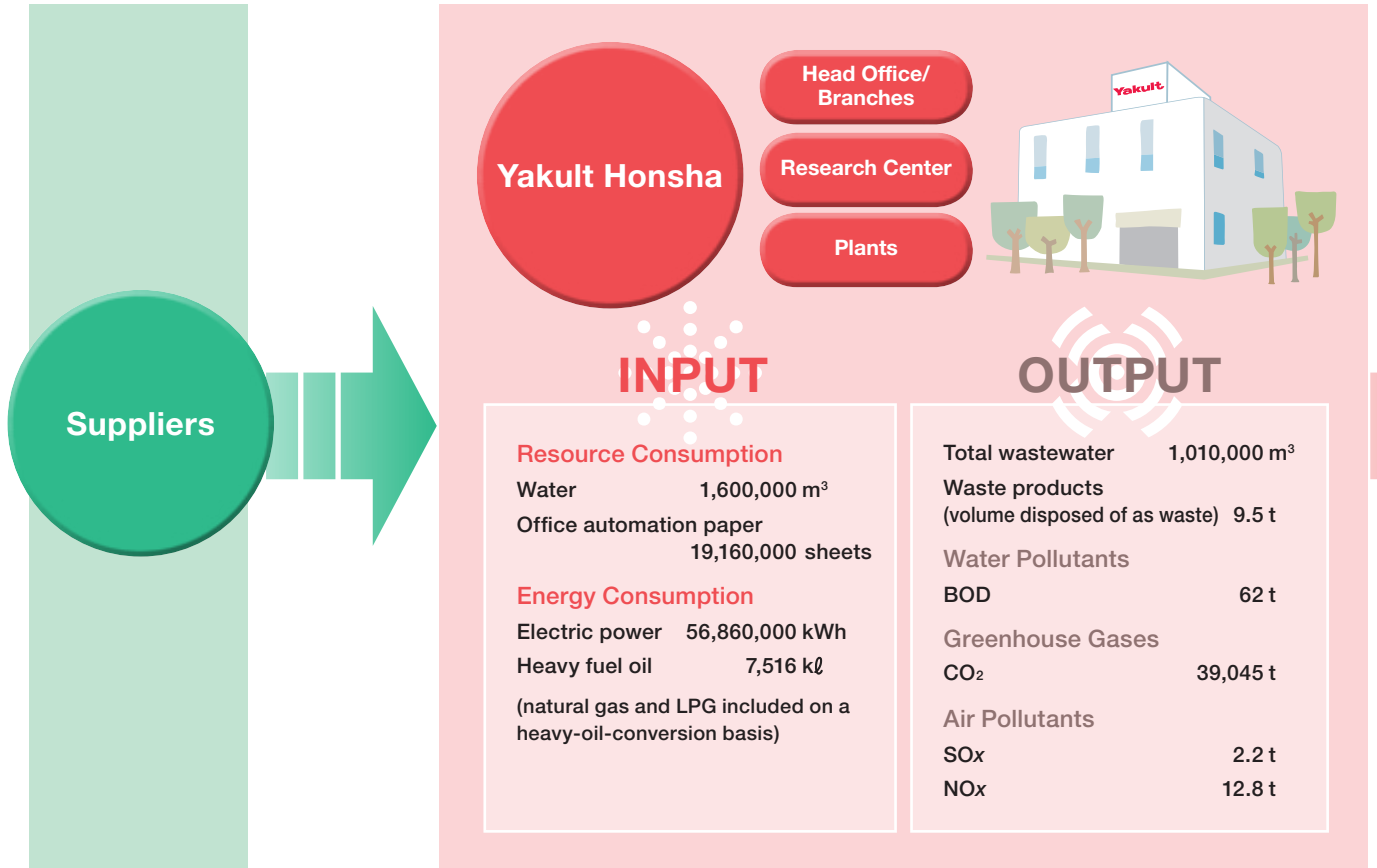 Suppliers
Yakult Honsha
Head Office/
Branches
Research Center
Plants
Yakult
INPUT
Resource Consumption
Water 1,600,000 m³
Office automation paper
19,160,000 sheets
Energy Consumption
Electric power 56,860,000 kWh
Heavy fuel oil 7,516 kℓ
(natural gas and LPG included on a
heavy-oil-conversion basis)
OUTPUT
Total wastewater 1,010,000 m³
Waste products
(volume disposed of as waste) 9.5 t
Water Pollutants
BOD 62 t
Greenhouse Gases
CO₂ 39,045 t
Air Pollutants
SOx 2.2 t
NOx 12.8 t